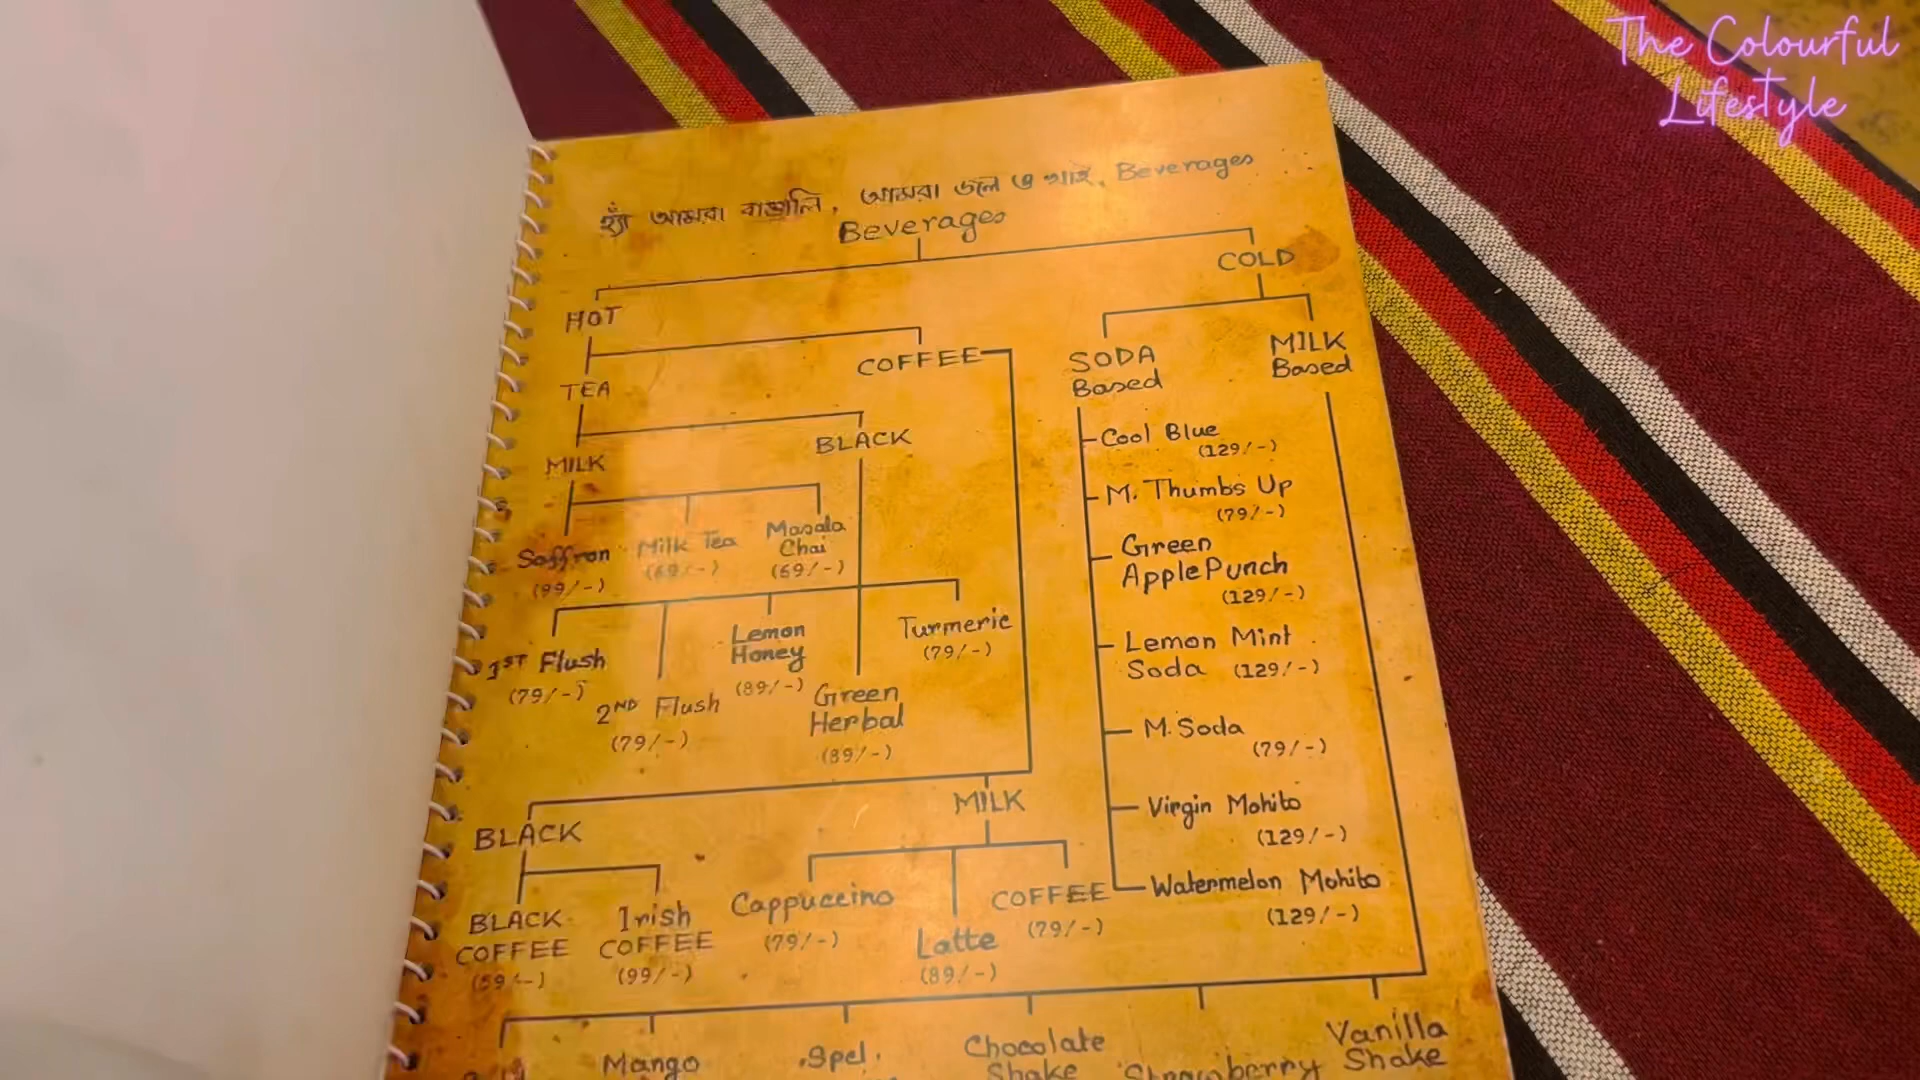 The Colourful
Lifestyle
হ্যাঁ আমরা বাঙালি, আমরা জল ও খাই, Beverages
Beverages
HOT
COLD
TEA
COFFEE
SODA
Based
MILK
Based
MILK
BLACK
Saffron
(99/-)
Milk Tea
(69/-)
Masala
Chai
(69/-)
1ST Flush
(79/-)
2ND Flush
(79/-)
Lemon
Honey
(89/-)
Green
Herbal
(89/-)
Turmeric
(79/-)
BLACK
MILK
BLACK
COFFEE
(59/-)
Irish
COFFEE
(99/-)
Cappuccino
(79/-)
Latte
(89/-)
COFFEE
(79/-)
Cool Blue
(129/-)
M. Thumbs Up
(79/-)
Green
Apple Punch
(129/-)
Lemon Mint
Soda (129/-)
M. Soda
(79/-)
Virgin Mohito
(129/-)
Watermelon Mohito
(129/-)
Mango
Spel.
Chocolate
Shake
Strawberry
Vanilla
Shake